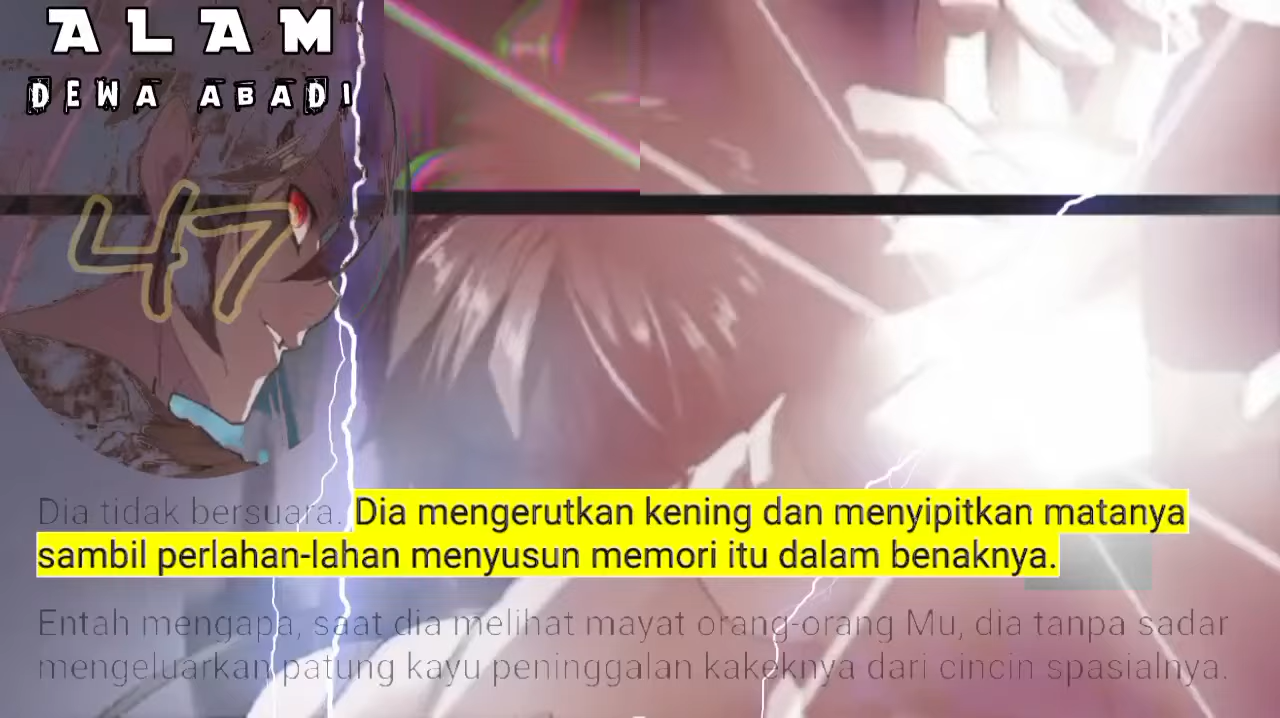 ALAM
DEWA ABADI
47
Dia tidak bersuara. Dia mengerutkan kening dan menyipitkan matanya
sambil perlahan-lahan menyusun memori itu dalam benaknya.
Entah mengapa, saat dia melihat mayat orang-orang Mu, dia tanpa sadar
mengeluarkan patung kayu peninggalan kakeknya dari cincin spasialnya.